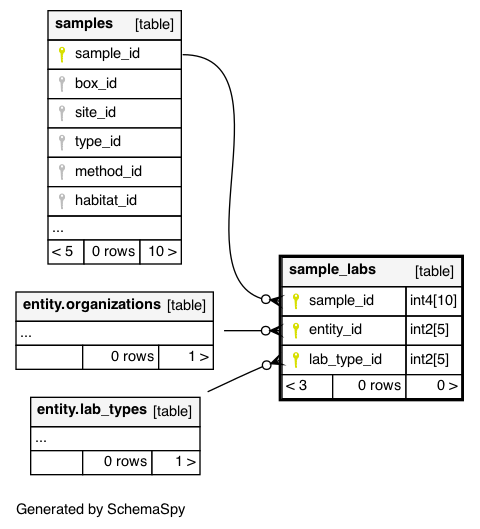 samples [table]
sample_id
box_id
site_id
type_id
method_id
habitat_id
...
< 5 0 rows 10 >
sample_labs [table]
sample_id int4[10]
entity_id int2[5]
lab_type_id int2[5]
< 3 0 rows 0 >
entity.organizations [table]
...
0 rows 1 >
entity.lab_types [table]
...
0 rows 1 >
Generated by SchemaSpy